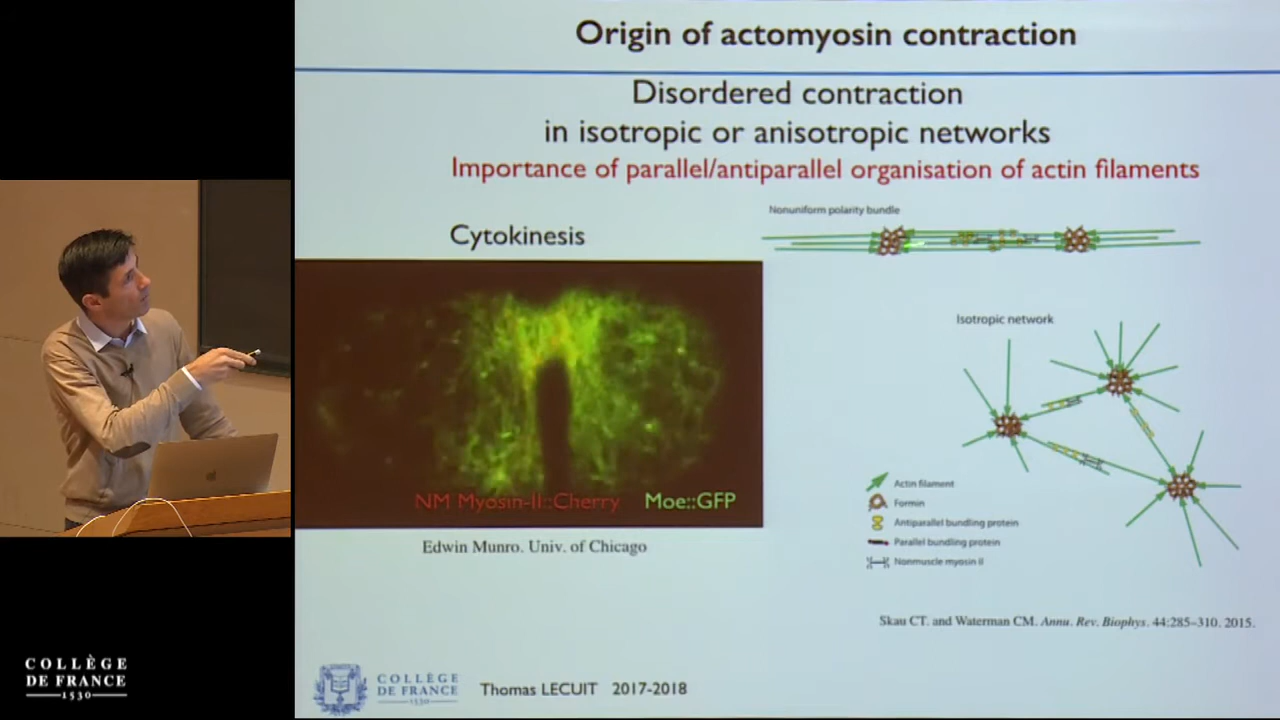 Origin of actomyosin contraction
Disordered contraction
in isotropic or anisotropic networks
Importance of parallel/antiparallel organisation of actin filaments
Nonuniform polarity bundle
Cytokinesis
Isotropic network
Actin filament
Formin
Antiparallel bundling protein
Parallel bundling protein
Nonmuscle myosin II
NM Myosin-II::Cherry
Moe::GFP
Edwin Munro. Univ. of Chicago
Skau CT. and Waterman CM. Annu. Rev. Biophys. 44:285–310. 2015.
COLLÈGE
DE FRANCE
1530
COLLÈGE
DE FRANCE
1530
Thomas LECUIT 2017-2018